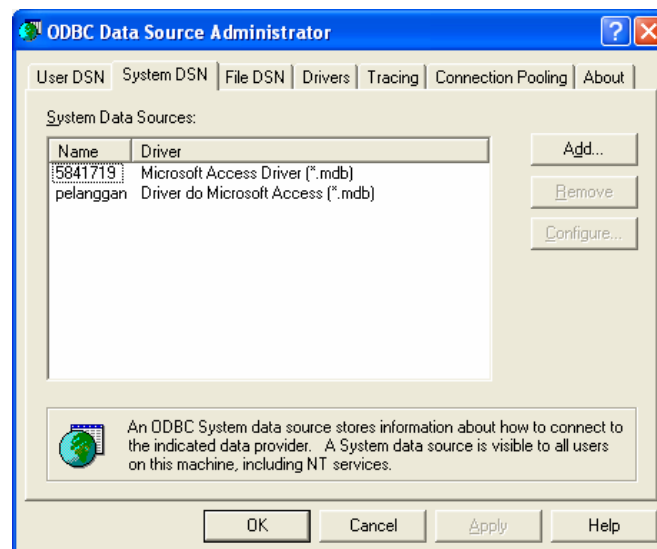 ODBC Data Source Administrator
User DSN System DSN File DSN Drivers Tracing Connection Pooling About
System Data Sources:
Name Driver
5841719 Microsoft Access Driver (*.mdb)
pelanggan Driver do Microsoft Access (*.mdb)
Add...
Remove
Configure...
An ODBC System data source stores information about how to connect to
the indicated data provider. A System data source is visible to all users
on this machine, including NT services.
OK Cancel Apply Help